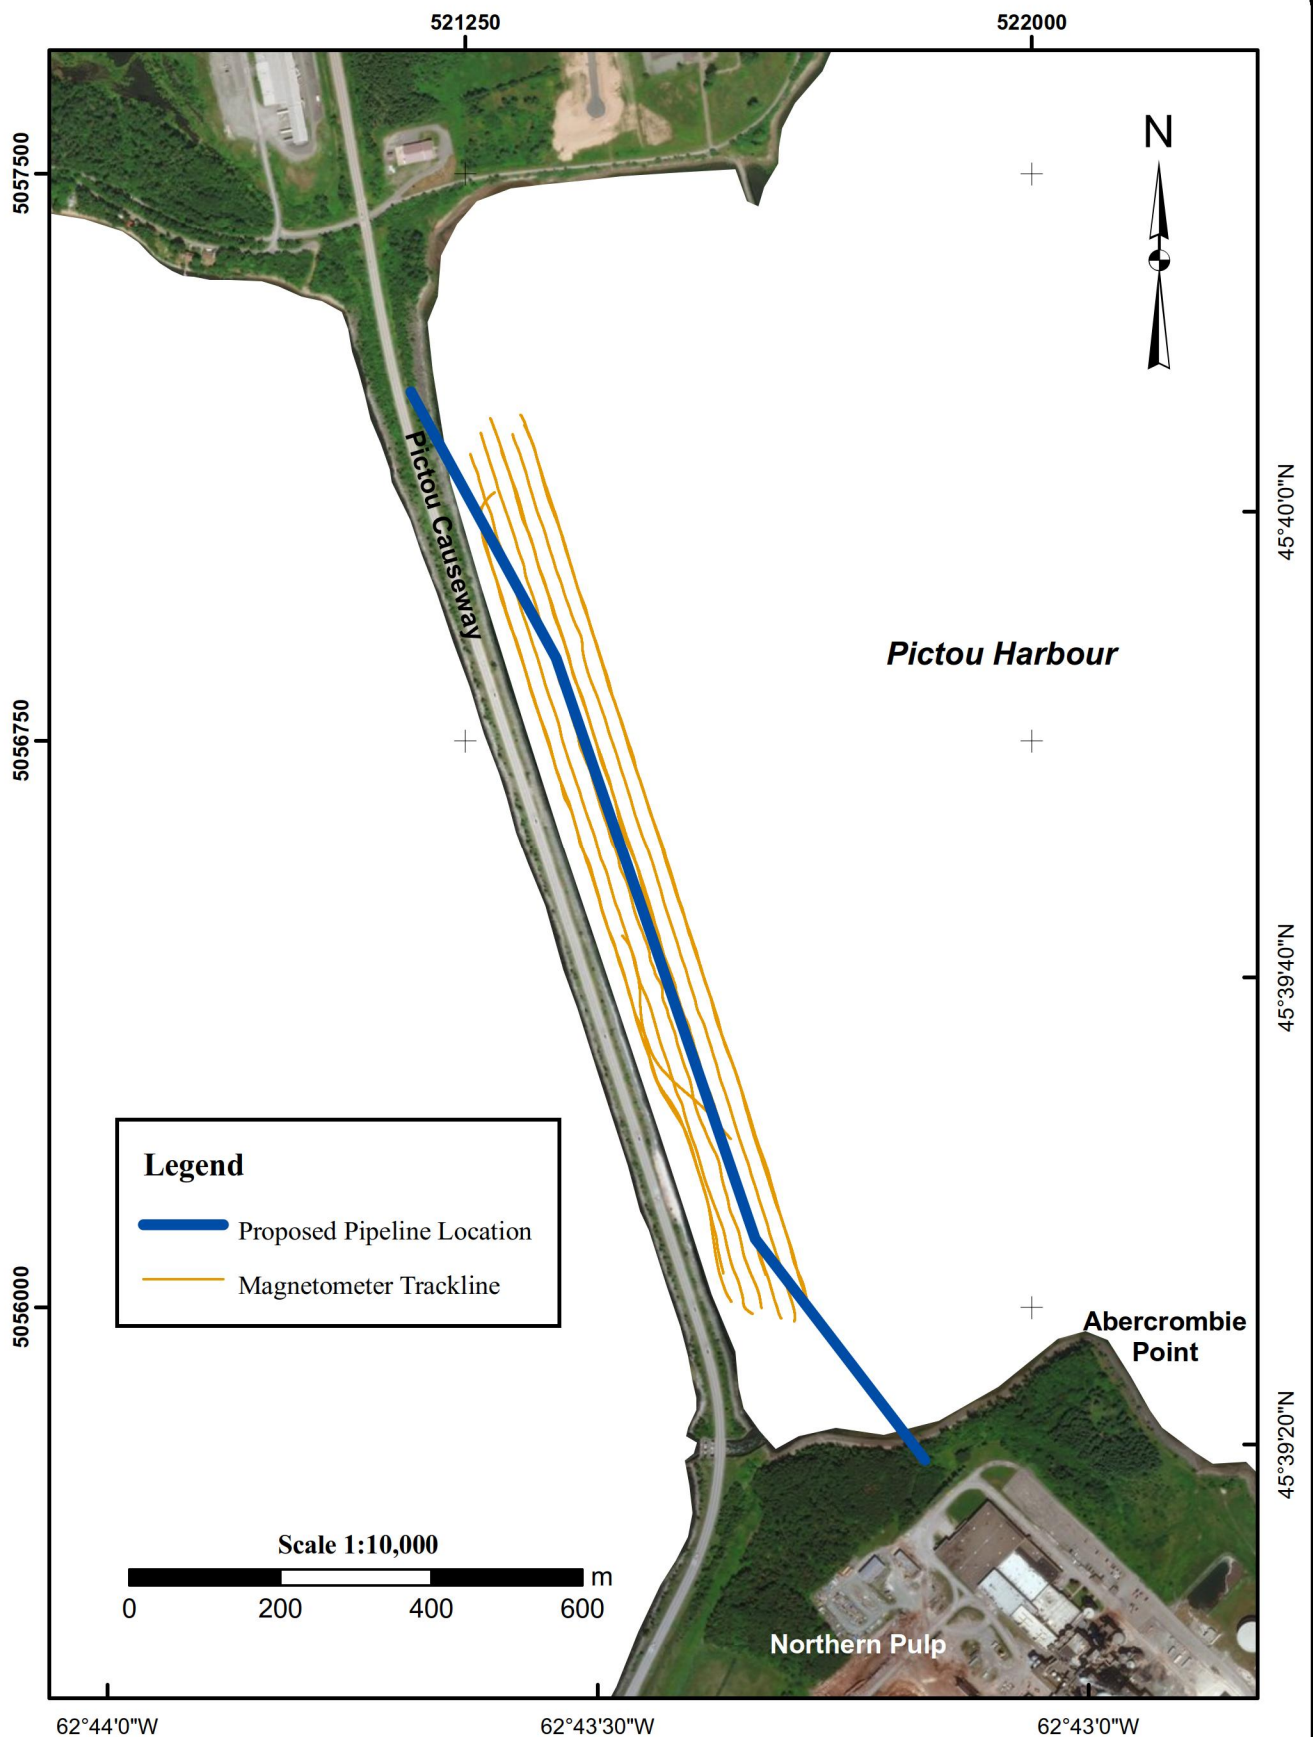 521250
522000
N
5057500
Pictou Causeway
45°40'0"N
Pictou Harbour
5056750
45°39'40"N
Legend
Proposed Pipeline Location
Magnetometer Trackline
5056000
Abercrombie
Point
45°39'20"N
Scale 1:10,000
m
0 200 400 600
Northern Pulp
62°44'0"W 62°43'30"W 62°43'0"W